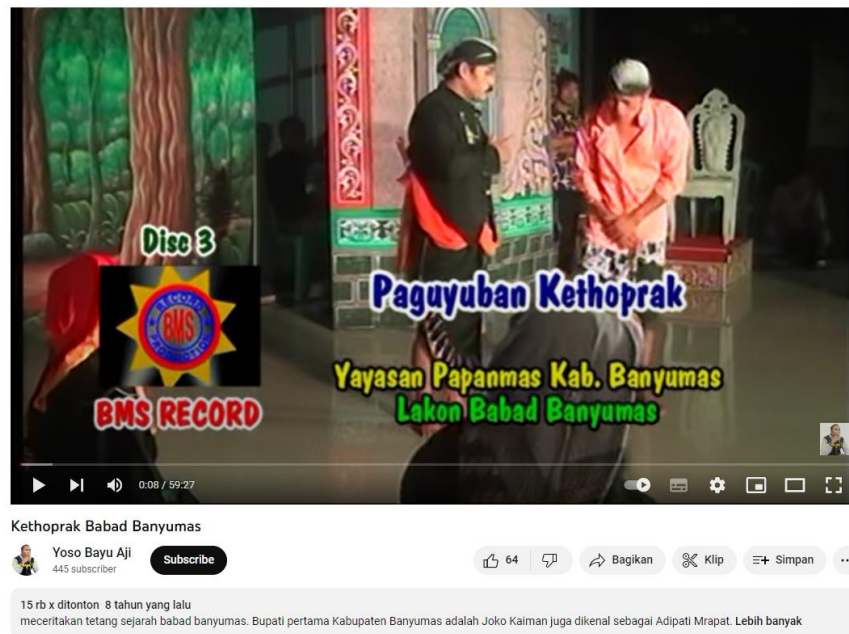 Disc 3
RECORD
BMS
BMS RECORD
Paguyuban Kethoprak
Yayasan Papanmas Kab. Banyumas
Lakon Babad Banyumas
0:08 / 59:27
Kethoprak Babad Banyumas
Yoso Bayu Aji
445 subscriber
Subscribe
64
Bagikan
Klip
Simpan
15 rb x ditonton 8 tahun yang lalu
meceritakan tetang sejarah babad banyumas. Bupati pertama Kabupaten Banyumas adalah Joko Kaiman juga dikenal sebagai Adipati Mrapat. Lebih banyak